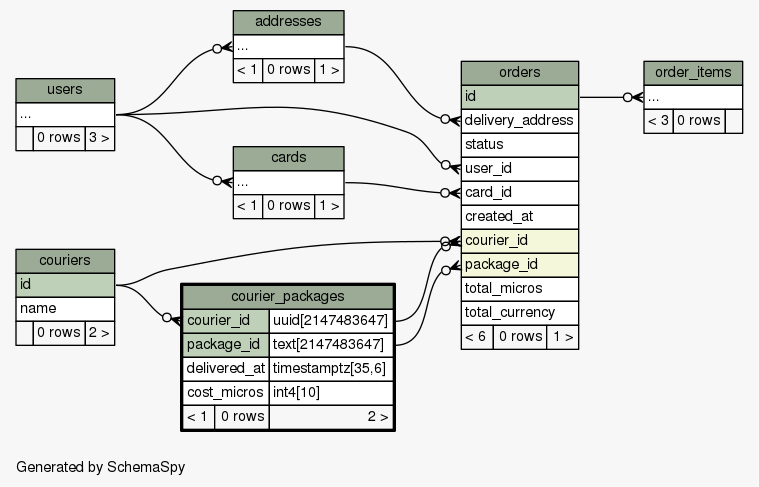 addresses
...
< 1 0 rows 1 >
users
...
0 rows 3 >
cards
...
< 1 0 rows 1 >
orders
id
delivery_address
status
user_id
card_id
created_at
courier_id
package_id
total_micros
total_currency
< 6 0 rows 1 >
order_items
...
< 3 0 rows
couriers
id
name
0 rows 2 >
courier_packages
courier_id uuid[2147483647]
package_id text[2147483647]
delivered_at timestamptz[35,6]
cost_micros int4[10]
< 1 0 rows 2 >
Generated by SchemaSpy